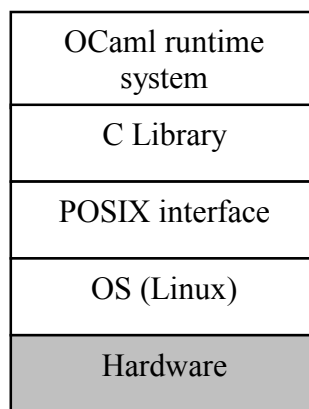 OCaml runtime
system
C Library
POSIX interface
OS (Linux)
Hardware